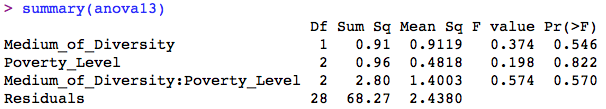 > summary(anova13)
                               Df Sum Sq Mean Sq F value Pr(>F)
Medium_of_Diversity             1   0.91  0.9119   0.374  0.546
Poverty_Level                   2   0.96  0.4818   0.198  0.822
Medium_of_Diversity:Poverty_Level  2   2.80  1.4003   0.574  0.570
Residuals                      28  68.27  2.4380